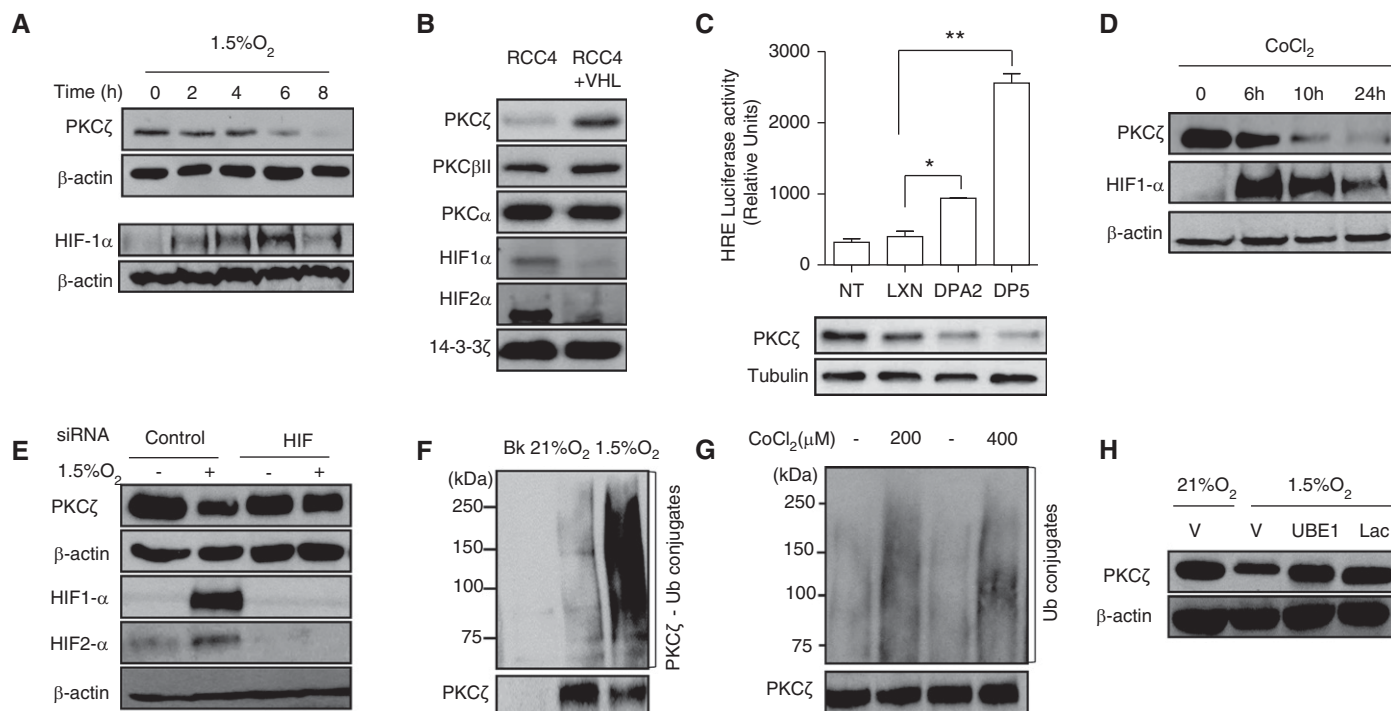 A
1.5%O2
Time (h) 0 2 4 6 8
PKCζ
β-actin
HIF-1α
β-actin
B
RCC4 RCC4
+VHL
PKCζ
PKCβII
PKCα
HIF1α
HIF2α
14-3-3ζ
C
HRE Luciferase activity
(Relative Units)
3000
2000
1000
0
**
*
NT LXN DPA2 DP5
PKCζ
Tubulin
D
CoCl2
0 6h 10h 24h
PKCζ
HIF1-α
β-actin
E
siRNA Control HIF
1.5%O2 - + - +
PKCζ
β-actin
HIF1-α
HIF2-α
β-actin
F
Bk 21%O2 1.5%O2
(kDa)
250
150
100
75
PKCζ - Ub conjugates
PKCζ
G
CoCl2(μM) - 200 - 400
(kDa)
250
150
100
75
Ub conjugates
PKCζ
H
21%O2 1.5%O2
V V UBE1 Lac
PKCζ
β-actin